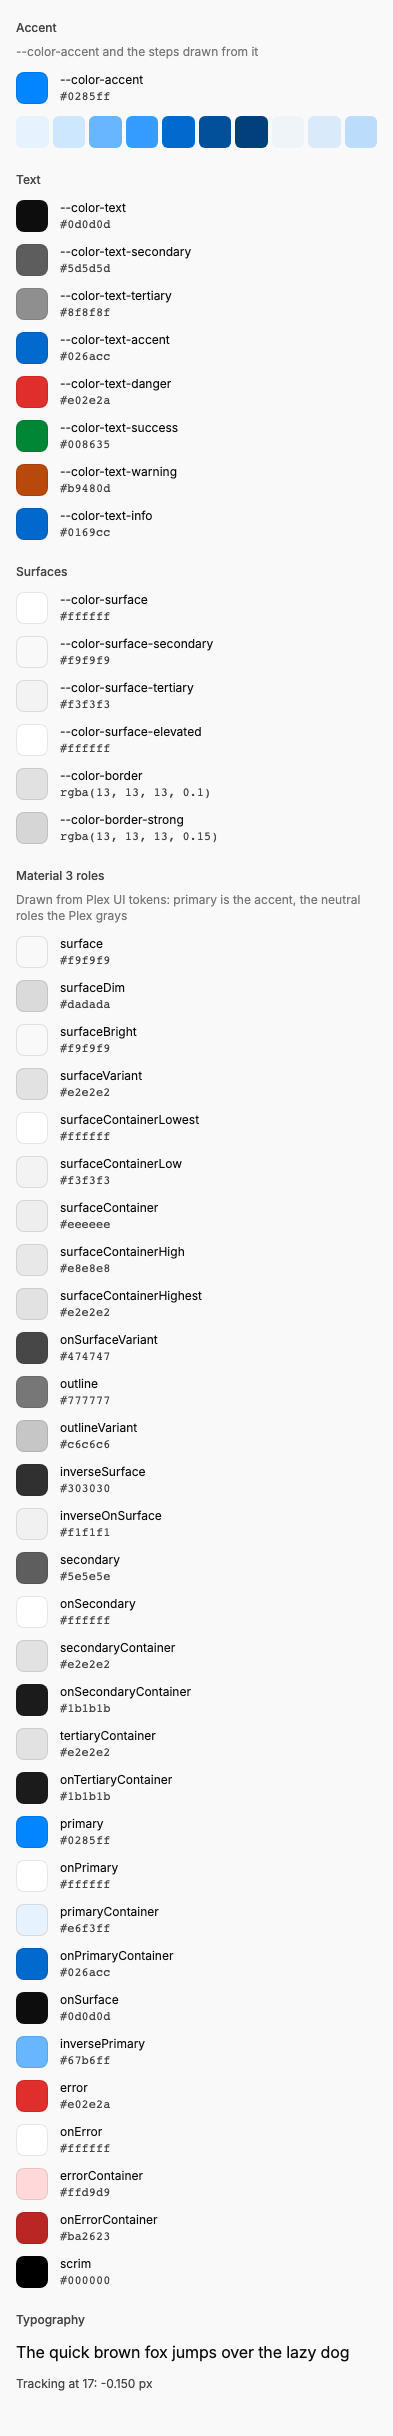 Accent
--color-accent and the steps drawn from it
--color-accent
#0285ff
Text
--color-text
#0d0d0d
--color-text-secondary
#5d5d5d
--color-text-tertiary
#8f8f8f
--color-text-accent
#026acc
--color-text-danger
#e02e2a
--color-text-success
#008635
--color-text-warning
#b9480d
--color-text-info
#0169cc
Surfaces
--color-surface
#ffffff
--color-surface-secondary
#f9f9f9
--color-surface-tertiary
#f3f3f3
--color-surface-elevated
#ffffff
--color-border
rgba(13, 13, 13, 0.1)
--color-border-strong
rgba(13, 13, 13, 0.15)
Material 3 roles
Drawn from Plex UI tokens: primary is the accent, the neutral
roles the Plex grays
surface
#f9f9f9
surfaceDim
#dadada
surfaceBright
#f9f9f9
surfaceVariant
#e2e2e2
surfaceContainerLowest
#ffffff
surfaceContainerLow
#f3f3f3
surfaceContainer
#eeeeee
surfaceContainerHigh
#e8e8e8
surfaceContainerHighest
#e2e2e2
onSurfaceVariant
#474747
outline
#777777
outlineVariant
#c6c6c6
inverseSurface
#303030
inverseOnSurface
#f1f1f1
secondary
#5e5e5e
onSecondary
#ffffff
secondaryContainer
#e2e2e2
onSecondaryContainer
#1b1b1b
tertiaryContainer
#e2e2e2
onTertiaryContainer
#1b1b1b
primary
#0285ff
onPrimary
#ffffff
primaryContainer
#e6f3ff
onPrimaryContainer
#026acc
onSurface
#0d0d0d
inversePrimary
#67b6ff
error
#e02e2a
onError
#ffffff
errorContainer
#ffd9d9
onErrorContainer
#ba2623
scrim
#000000
Typography
The quick brown fox jumps over the lazy dog
Tracking at 17: -0.150 px